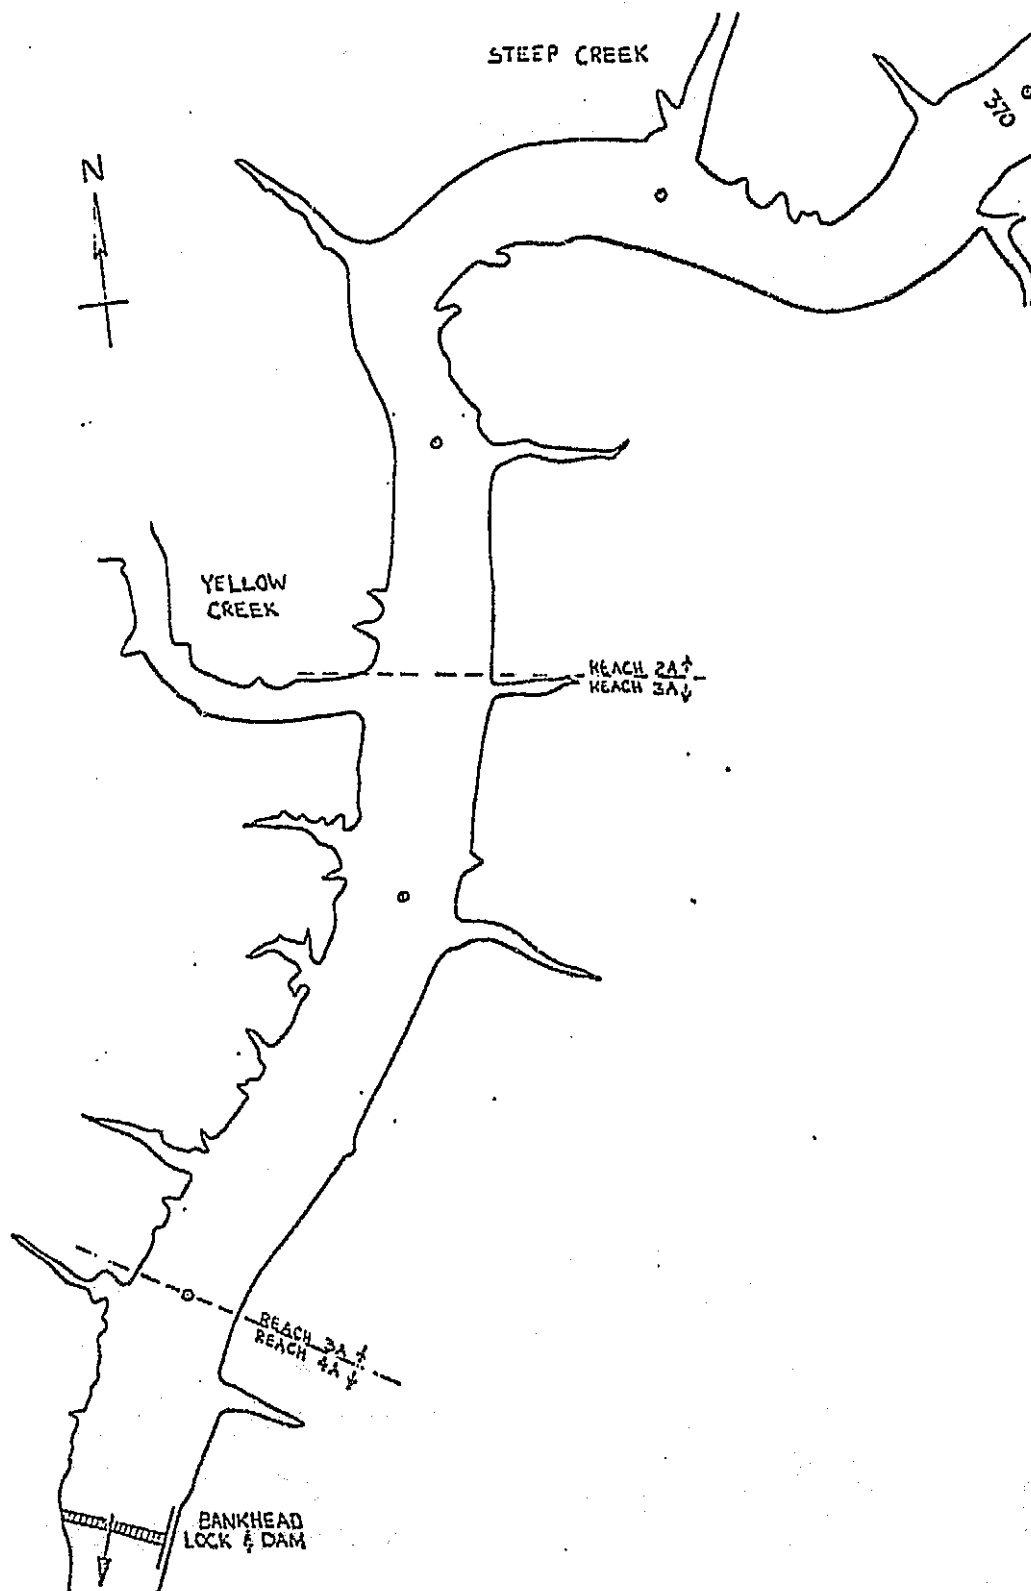 STEEP CREEK
370
N
YELLOW
CREEK
REACH 2A
REACH 3A
REACH 3A
REACH 4A
BANKHEAD
LOCK & DAM